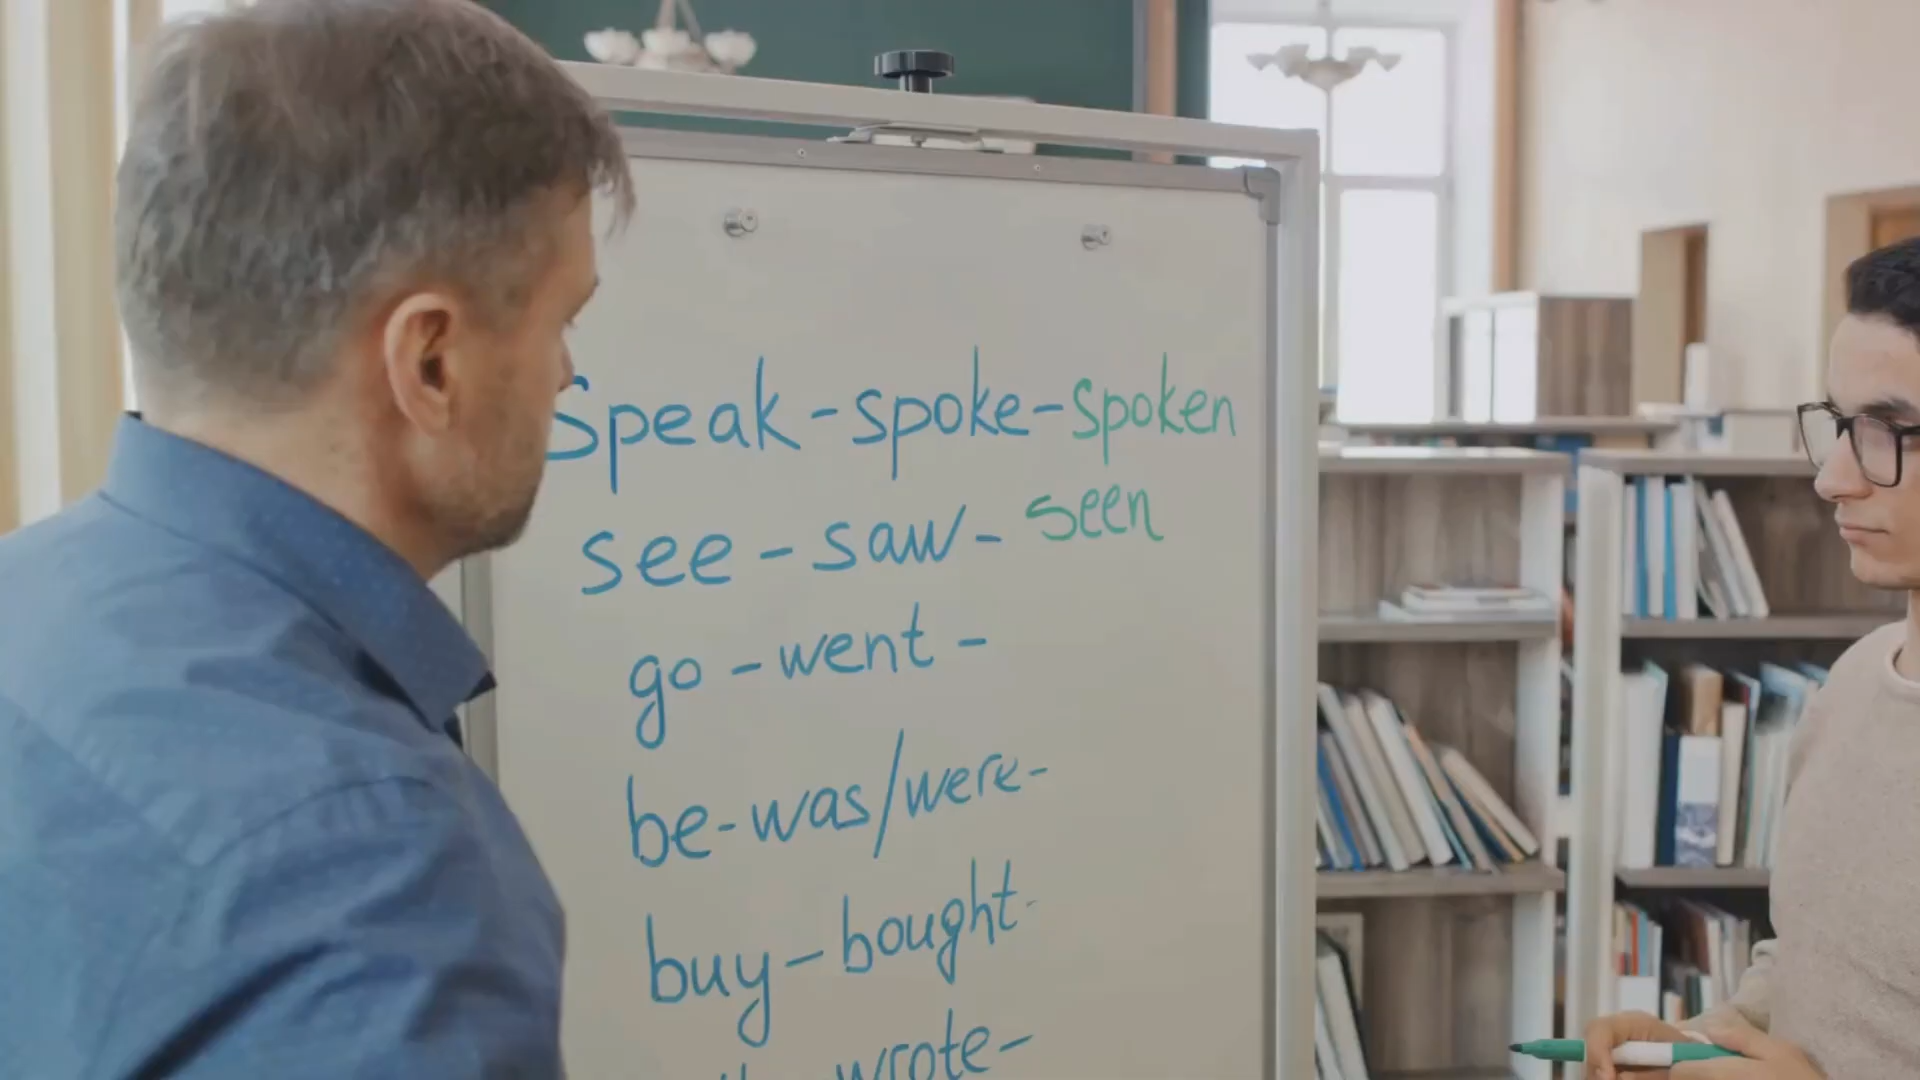 Speak - spoke - spoken
see - saw - seen
go - went -
be - was/were -
buy - bought -
wrote -